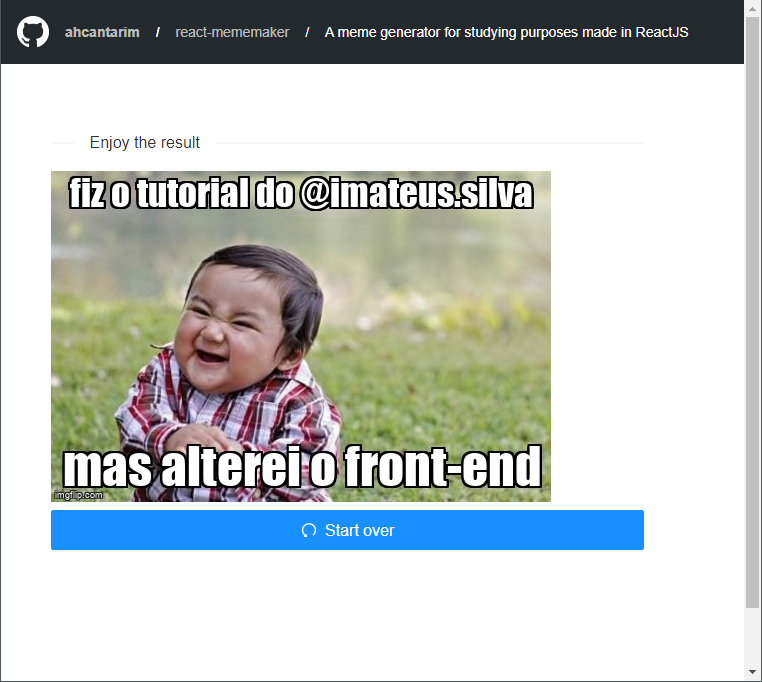 ahcantarim / react-mememaker / A meme generator for studying purposes made in ReactJS
Enjoy the result
fiz o tutorial do @imateus.silva
mas alterei o front-end
imgflip.com
Start over